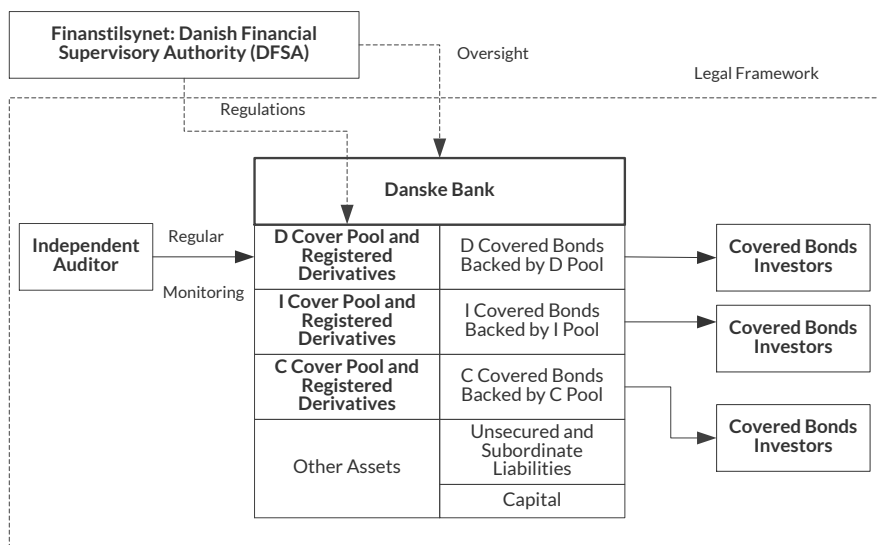 Finanstilsynet: Danish Financial
Supervisory Authority (DFSA)
Oversight
Legal Framework
Regulations
Danske Bank
Independent
Auditor
Regular
Monitoring
D Cover Pool and
Registered
Derivatives
D Covered Bonds
Backed by D Pool
Covered Bonds
Investors
I Cover Pool and
Registered
Derivatives
I Covered Bonds
Backed by I Pool
Covered Bonds
Investors
C Cover Pool and
Registered
Derivatives
C Covered Bonds
Backed by C Pool
Covered Bonds
Investors
Other Assets
Unsecured and
Subordinate
Liabilities
Capital